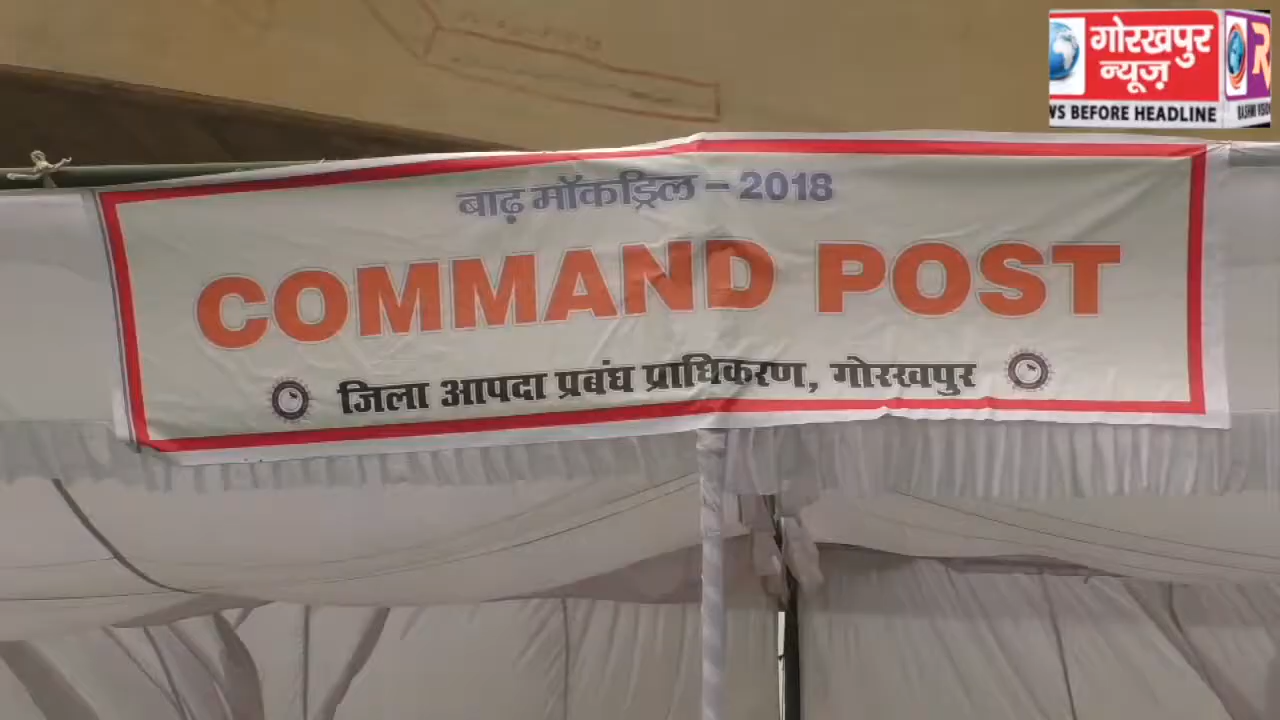 गोरखपुर
न्यूज़
WS BEFORE HEADLINE
बाढ़ मॉकड्रिल – 2018
COMMAND POST
जिला आपदा प्रबंध प्राधिकरण, गोरखपुर